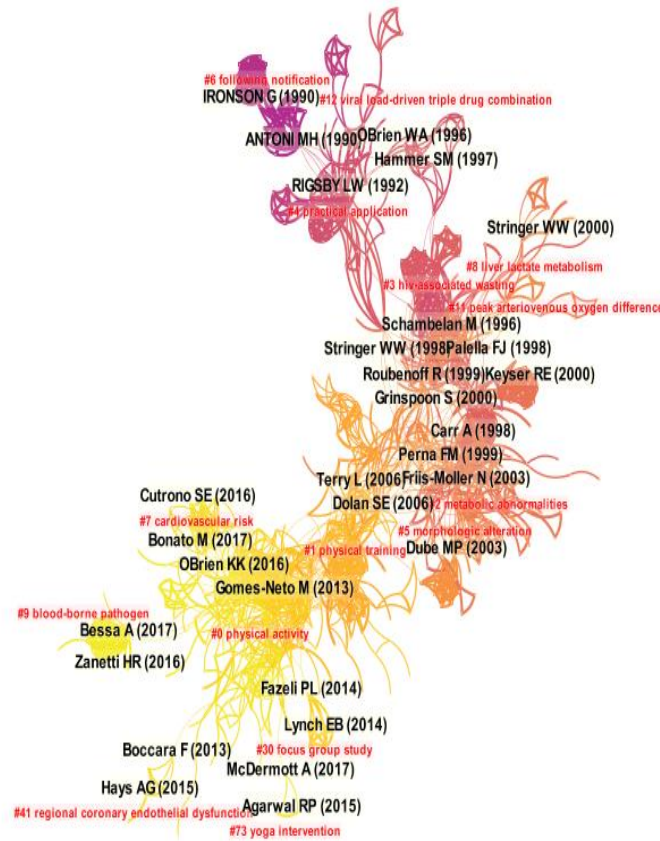 #6 following notification
IRONSON G (1990)
#12 viral load-driven triple drug combination
ANTONI MH (1990)
OBrien WA (1996)
Hammer SM (1997)
RIGSBY LW (1992)
#4 practical application
Stringer WW (2000)
#8 liver lactate metabolism
#3 hiv-associated wasting
#11 peak arteriovenous oxygen difference
Schambelan M (1996)
Stringer WW (1998)
Palella FJ (1998)
Roubenoff R (1999)
Keyser RE (2000)
Grinspoon S (2000)
Carr A (1998)
Perna FM (1999)
Terry L (2006)
Friis-Moller N (2003)
Cutrono SE (2016)
Dolan SE (2006)
2 metabolic abnormalities
#7 cardiovascular risk
#5 morphologic alteration
Bonato M (2017)
#1 physical training
Dube MP (2003)
OBrien KK (2016)
Gomes-Neto M (2013)
#9 blood-borne pathogen
Bessa A (2017)
#0 physical activity
Zanetti HR (2016)
Fazeli PL (2014)
Lynch EB (2014)
Boccara F (2013)
#30 focus group study
McDermott A (2017)
Hays AG (2015)
Agarwal RP (2015)
#41 regional coronary endothelial dysfunction
#73 yoga intervention